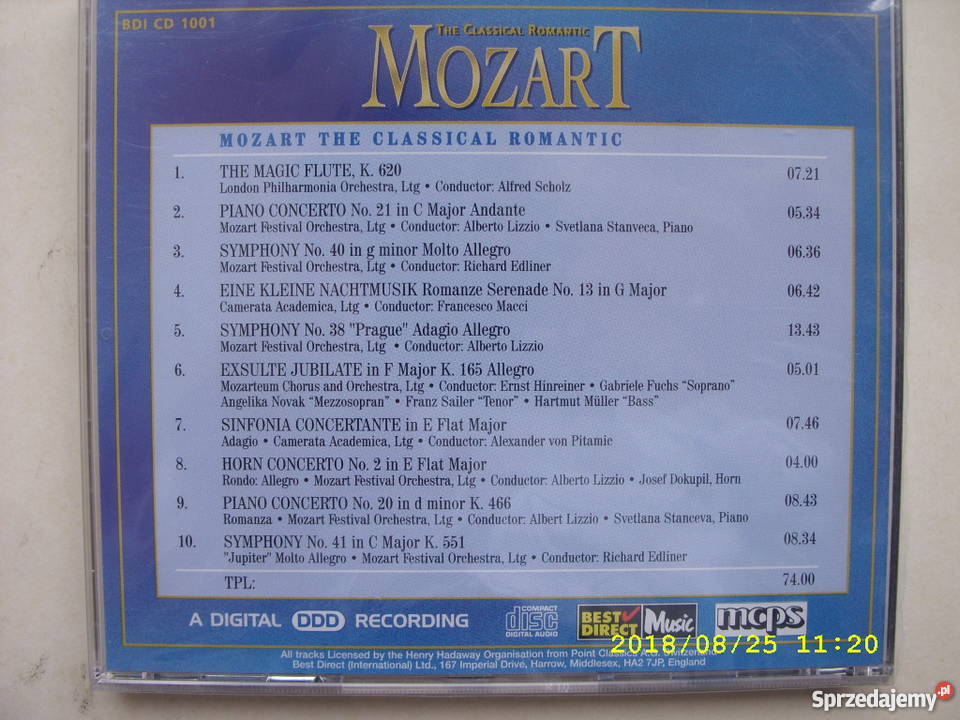 BDI CD 1001
THE CLASSICAL ROMANTIC
MOZART
MOZART THE CLASSICAL ROMANTIC
1. THE MAGIC FLUTE, K. 620 07.21
London Philharmonia Orchestra, Ltg • Conductor: Alfred Scholz
2. PIANO CONCERTO No. 21 in C Major Andante 05.34
Mozart Festival Orchestra, Ltg • Conductor: Alberto Lizzio • Svetlana Stanveca, Piano
3. SYMPHONY No. 40 in g minor Molto Allegro 06.36
Mozart Festival Orchestra, Ltg • Conductor: Richard Edliner
4. EINE KLEINE NACHTMUSIK Romanze Serenade No. 13 in G Major 06.42
Camerata Academica, Ltg • Conductor: Francesco Macci
5. SYMPHONY No. 38 "Prague" Adagio Allegro 13.43
Mozart Festival Orchestra, Ltg • Conductor: Alberto Lizzio
6. EXSULTE JUBILATE in F Major K. 165 Allegro 05.01
Mozarteum Chorus and Orchestra, Ltg • Conductor: Ernst Hinreiner • Gabriele Fuchs “Soprano”
Angelika Novak “Mezzosopran” • Franz Sailer “Tenor” • Hartmut Müller “Bass”
7. SINFONIA CONCERTANTE in E Flat Major 07.46
Adagio • Camerata Academica, Ltg • Conductor: Alexander von Pitamic
8. HORN CONCERTO No. 2 in E Flat Major 04.00
Rondo: Allegro • Mozart Festival Orchestra, Ltg • Conductor: Alberto Lizzio • Josef Dokupil, Horn
9. PIANO CONCERTO No. 20 in d minor K. 466 08.43
Romanza • Mozart Festival Orchestra, Ltg • Conductor: Albert Lizzio • Svetlana Stanceva, Piano
10. SYMPHONY No. 41 in C Major K. 551 08.34
"Jupiter" Molto Allegro • Mozart Festival Orchestra, Ltg • Conductor: Richard Edliner
TPL: 74.00
A DIGITAL DDD RECORDING
COMPACT disc DIGITAL AUDIO
BEST DIRECT Music
mcps
2018/08/25 11:20
All tracks Licensed by the Henry Hadaway Organisation from Point Classics A.G. Switzerland
Best Direct (International) Ltd., 167 Imperial Drive, Harrow, Middlesex, HA2 7JP, England
Sprzedajemy.pl